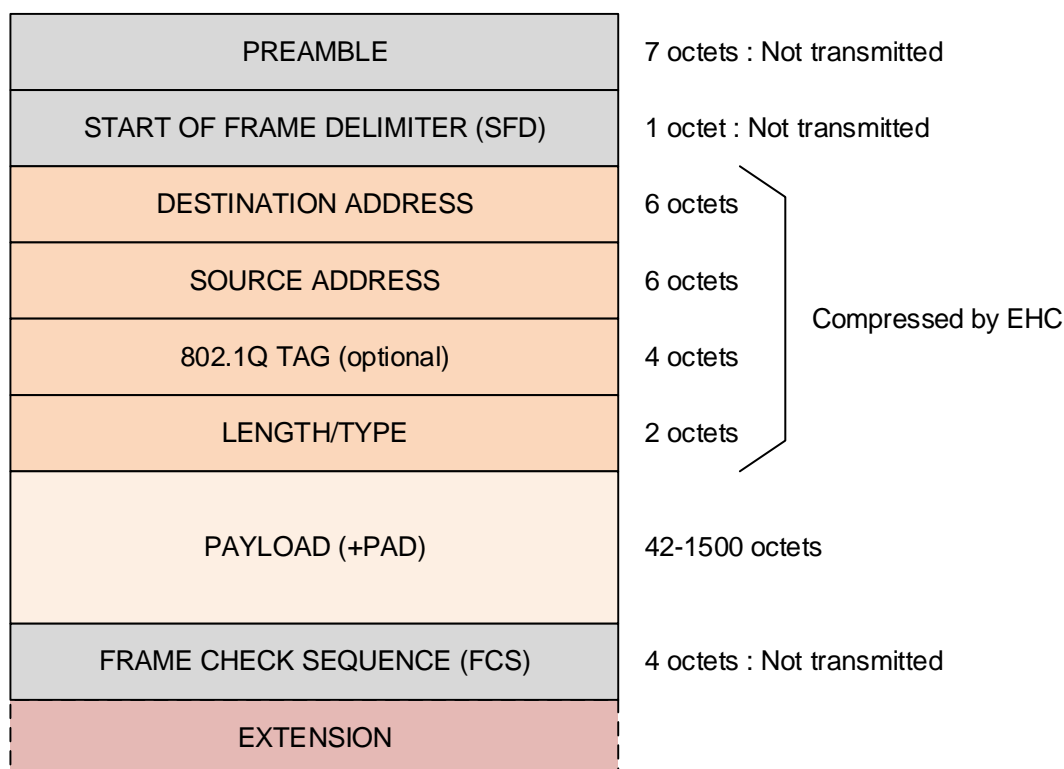 PREAMBLE
7 octets : Not transmitted
START OF FRAME DELIMITER (SFD)
1 octet : Not transmitted
DESTINATION ADDRESS
6 octets
SOURCE ADDRESS
6 octets
Compressed by EHC
802.1Q TAG (optional)
4 octets
LENGTH/TYPE
2 octets
PAYLOAD (+PAD)
42-1500 octets
FRAME CHECK SEQUENCE (FCS)
4 octets : Not transmitted
EXTENSION